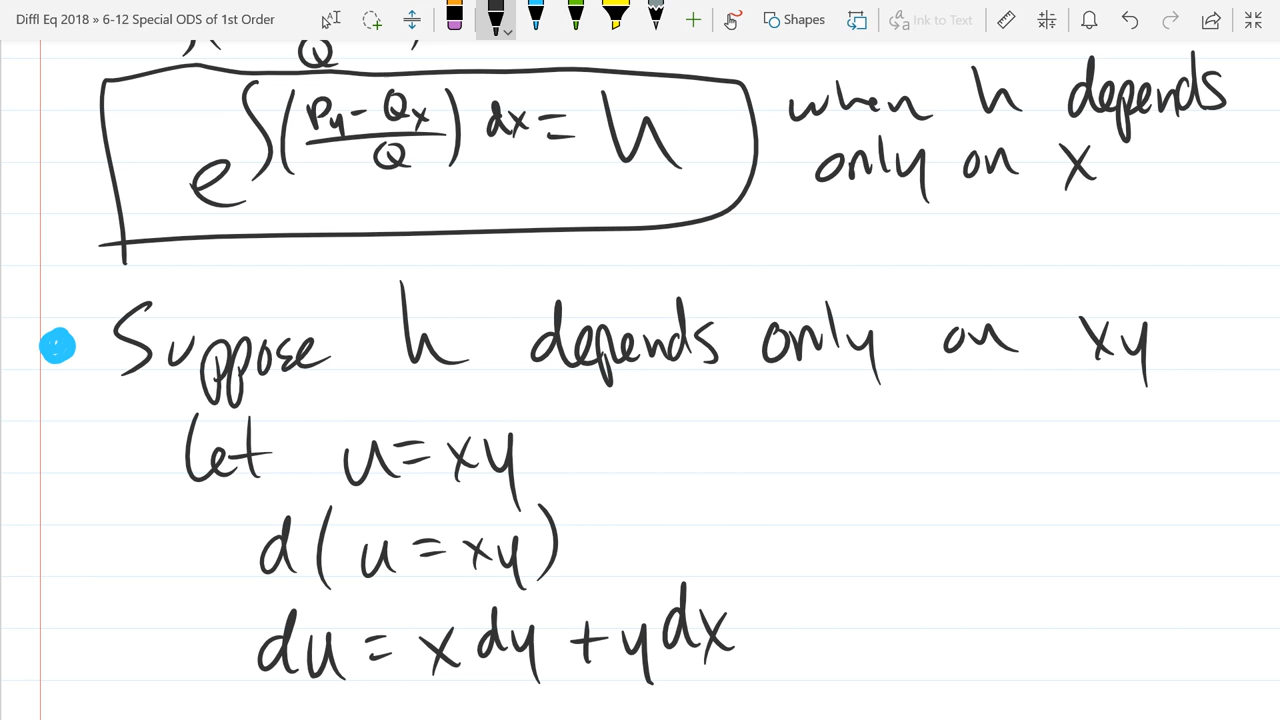 Diffl Eq 2018 » 6-12 Special ODS of 1st Order
Shapes
Ink to Text
Q
e^∫((Py - Qx)/Q) dx = h
when h depends
only on x
Suppose h depends only on xy
Let u = xy
d(u = xy)
du = x dy + y dx